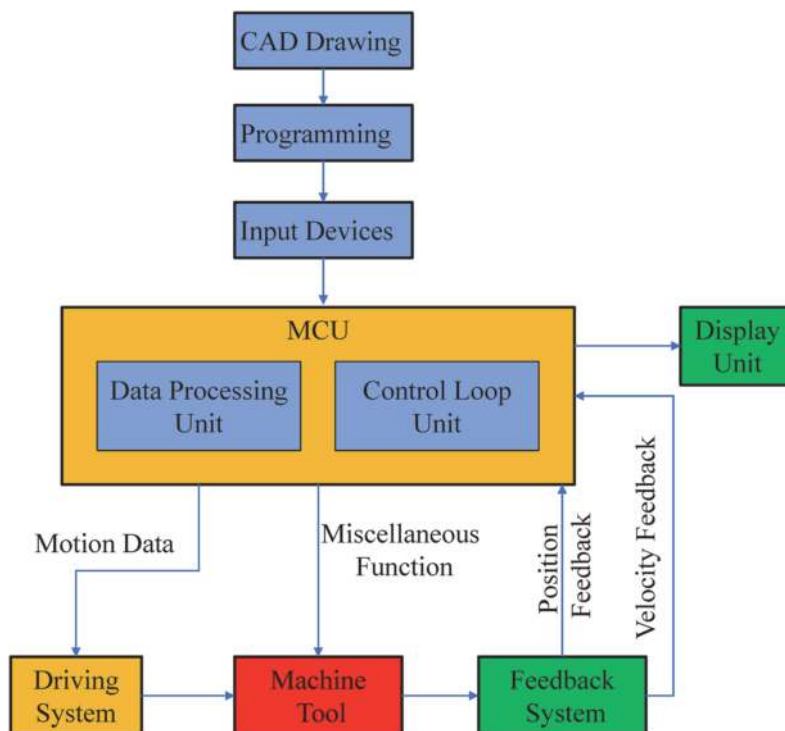 CAD Drawing
Programming
Input Devices
MCU
Data Processing
Unit
Control Loop
Unit
Display
Unit
Motion Data
Miscellaneous
Function
Position
Feedback
Velocity Feedback
Driving
System
Machine
Tool
Feedback
System